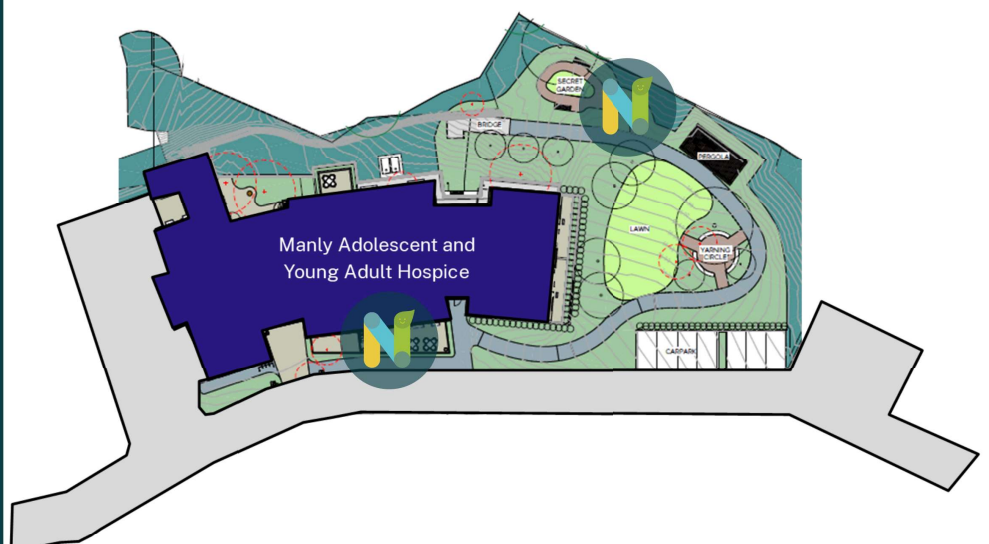 SECRET
GARDEN
BRIDGE
PERGOLA
LAWN
YARNING
CIRCLE
Manly Adolescent and
Young Adult Hospice
CARPARK